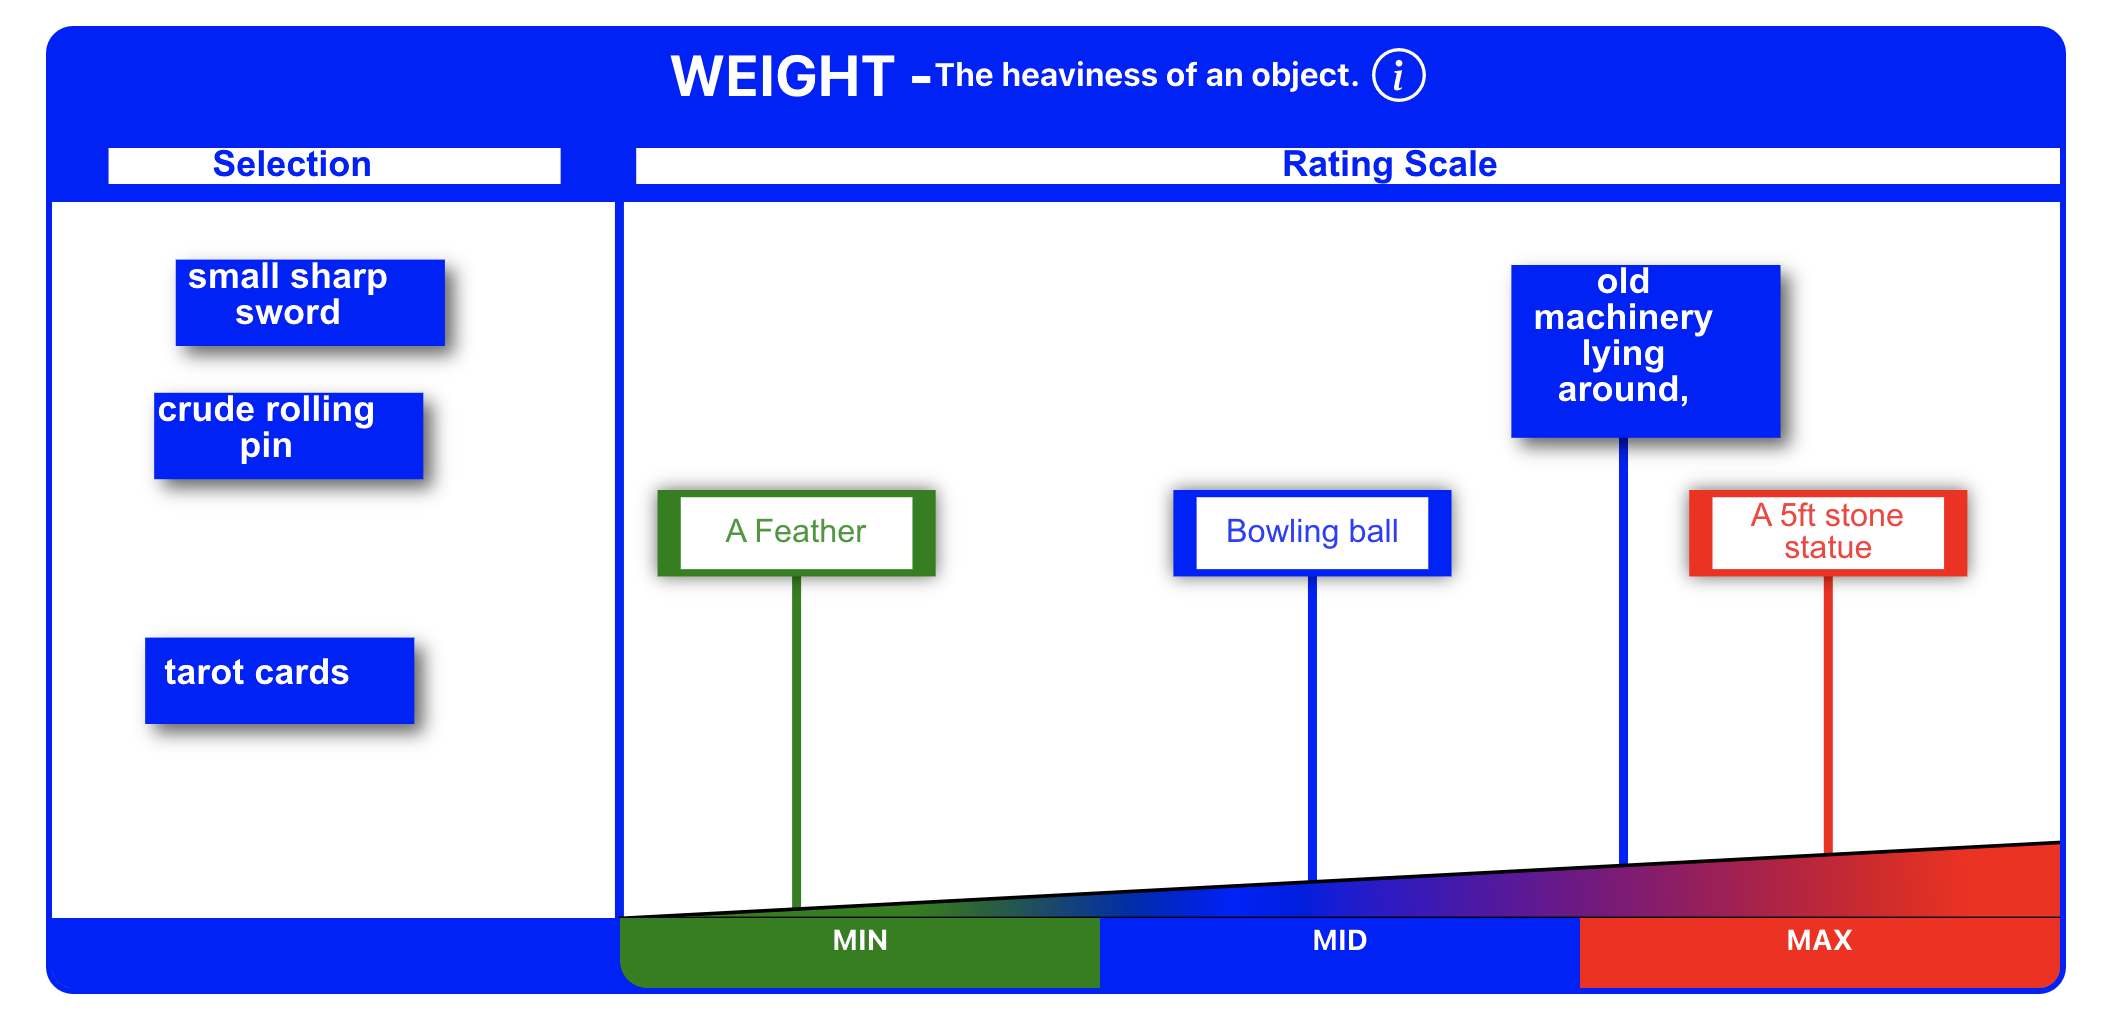 WEIGHT -The heaviness of an object. i
Selection
Rating Scale
small sharp
sword
crude rolling
pin
tarot cards
old
machinery
lying
around,
A Feather
Bowling ball
A 5ft stone
statue
MIN
MID
MAX